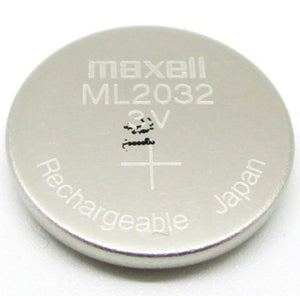 maxell
ML2032
3V
+
Rechargeable Japan